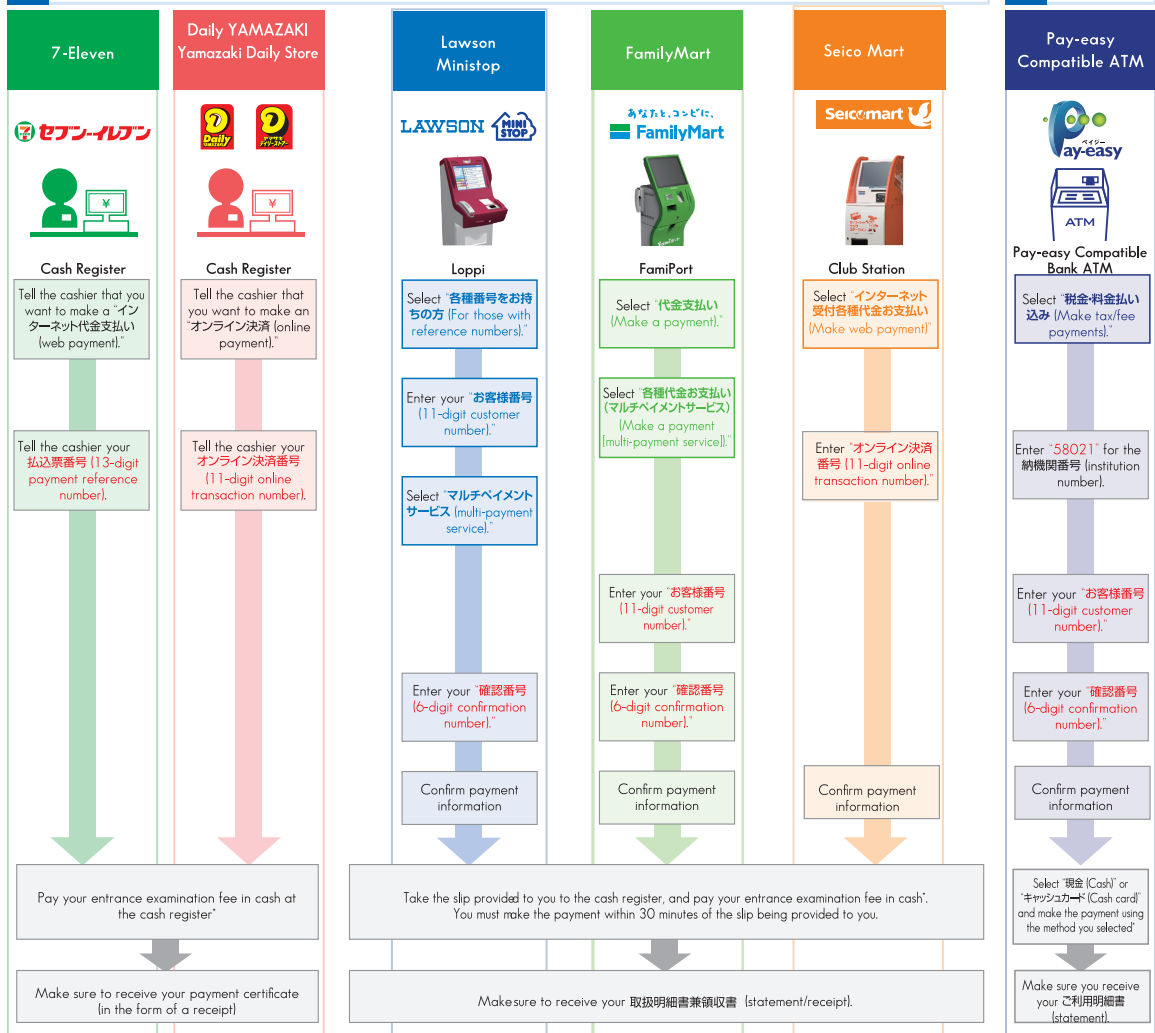 7-Eleven
セブン-イレブン
¥
Cash Register
Tell the cashier that you
want to make a “イン
ターネット代金支払い
(web payment).”
Tell the cashier your
払込票番号 (13-digit
payment reference
number).
Daily YAMAZAKI
Yamazaki Daily Store
Daily
YAMAZAKI
ヤマザキ
デイリーストアー
¥
Cash Register
Tell the cashier that
you want to make an
“オンライン決済 (online
payment).”
Tell the cashier your
オンライン決済番号
(11-digit online
transaction number).
Pay your entrance examination fee in cash at
the cash register*
Make sure to receive your payment certificate
(in the form of a receipt)
Lawson
Ministop
LAWSON
MINI
STOP
Loppi
Select “各種番号をお持
ちの方 (For those with
reference numbers).”
Enter your “お客様番号
(11-digit customer
number).”
Select “マルチペイメント
サービス (multi-payment
service).”
Enter your “確認番号
(6-digit confirmation
number).”
Confirm payment
information
FamilyMart
あなたと、コンビに、
FamilyMart
FamiPort
Select “代金支払い
(Make a payment).”
Select “各種代金お支払い
(マルチペイメントサービス)
(Make a payment
[multi-payment service]).”
Enter your “お客様番号
(11-digit customer
number).”
Enter your “確認番号
(6-digit confirmation
number).”
Confirm payment
information
Seico Mart
Seicomart
Club Station
Select “インターネット
受付各種代金お支払い
(Make web payment)”
Enter “オンライン決済
番号 (11-digit online
transaction number).”
Confirm payment
information
Take the slip provided to you to the cash register, and pay your entrance examination fee in cash*.
You must make the payment within 30 minutes of the slip being provided to you.
Make sure to receive your 取扱明細書兼領収書 (statement/receipt).
Pay-easy
Compatible ATM
ペイジー
Pay-easy
ATM
Pay-easy Compatible
Bank ATM
Select “税金・料金払い
込み (Make tax/fee
payments).”
Enter “58021” for the
納機関番号 (institution
number).
Enter your “お客様番号
(11-digit customer
number).”
Enter your “確認番号
(6-digit confirmation
number).”
Confirm payment
information
Select “現金 (Cash)” or
“キャッシュカード (Cash card)”
and make the payment using
the method you selected*
Make sure you receive
your ご利用明細書
(statement).